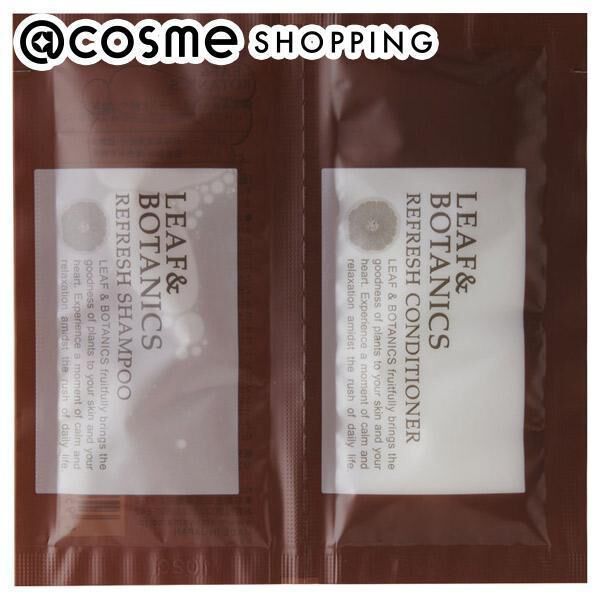 @cosme SHOPPING
LEAF&
BOTANICS
REFRESH SHAMPOO
LEAF & BOTANICS fruitfully brings the
goodness of plants to your skin and your
heart. Experience a moment of calm and
relaxation amidst the rush of daily life.
LEAF&
BOTANICS
REFRESH CONDITIONER
LEAF & BOTANICS fruitfully brings the
goodness of plants to your skin and your
heart. Experience a moment of calm and
relaxation amidst the rush of daily life.